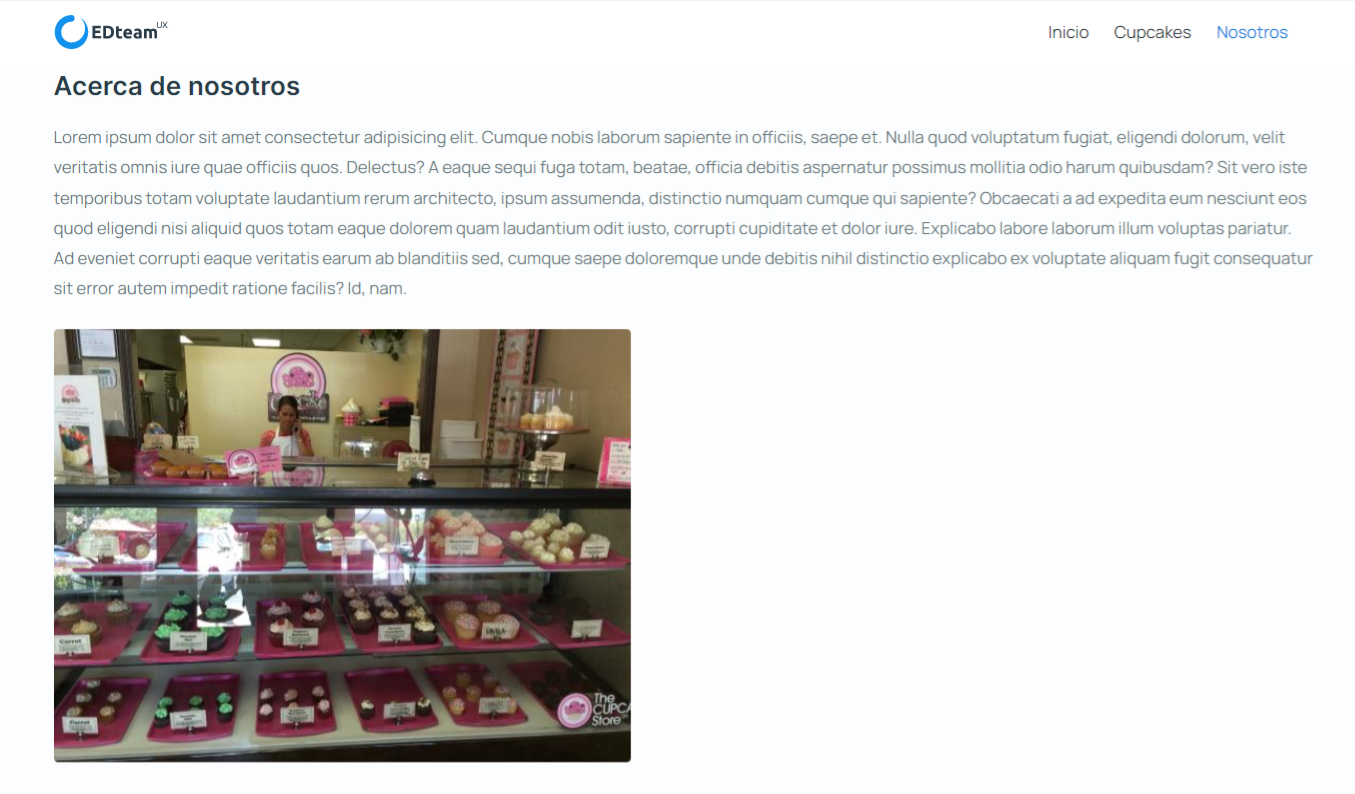 EDteam UX
Inicio Cupcakes Nosotros
Acerca de nosotros
Lorem ipsum dolor sit amet consectetur adipisicing elit. Cumque nobis laborum sapiente in officiis, saepe et. Nulla quod voluptatum fugiat, eligendi dolorum, velit
veritatis omnis iure quae officiis quos. Delectus? A eaque sequi fuga totam, beatae, officia debitis aspernatur possimus mollitia odio harum quibusdam? Sit vero iste
temporibus totam voluptate laudantium rerum architecto, ipsum assumenda, distinctio numquam cumque qui sapiente? Obcaecati a ad expedita eum nesciunt eos
quod eligendi nisi aliquid quos totam eaque dolorem quam laudantium odit iusto, corrupti cupiditate et dolor iure. Explicabo labore laborum illum voluptas pariatur.
Ad eveniet corrupti eaque veritatis earum ab blanditiis sed, cumque saepe doloremque unde debitis nihil distinctio explicabo ex voluptate aliquam fugit consequatur
sit error autem impedit ratione facilis? Id, nam.
Carrot
Carrot
The
CUPCA
Store